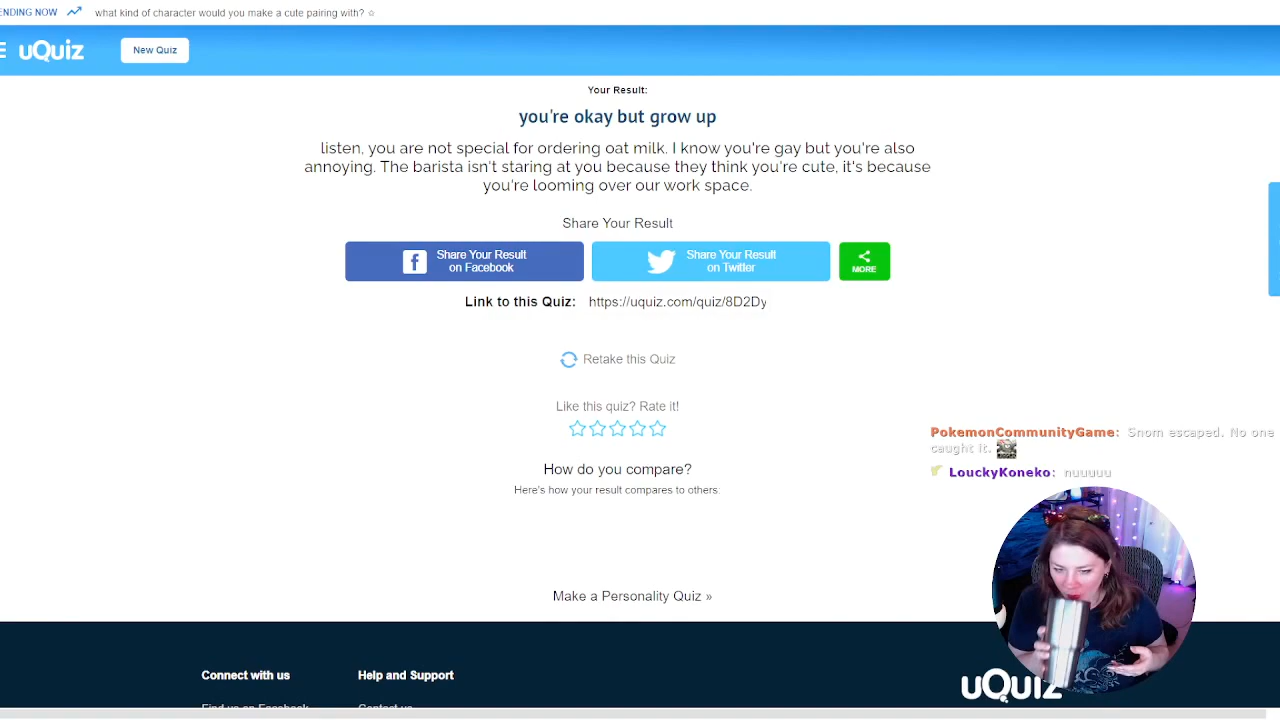 ENDING NOW
what kind of character would you make a cute pairing with? ☆
uQuiz
New Quiz
Your Result:
you're okay but grow up
listen, you are not special for ordering oat milk. I know you're gay but you're also
annoying. The barista isn't staring at you because they think you're cute, it's because
you're looming over our work space.
Share Your Result
Share Your Result
on Facebook
Share Your Result
on Twitter
MORE
Link to this Quiz: https://uquiz.com/quiz/8D2Dy
Retake this Quiz
Like this quiz? Rate it!
PokemonCommunityGame: Snom escaped. No one
caught it.
LouckyKoneko: nuuuuu
How do you compare?
Here's how your result compares to others:
Make a Personality Quiz »
Connect with us
Help and Support
Find us on Facebook
Contact us
uQuiz